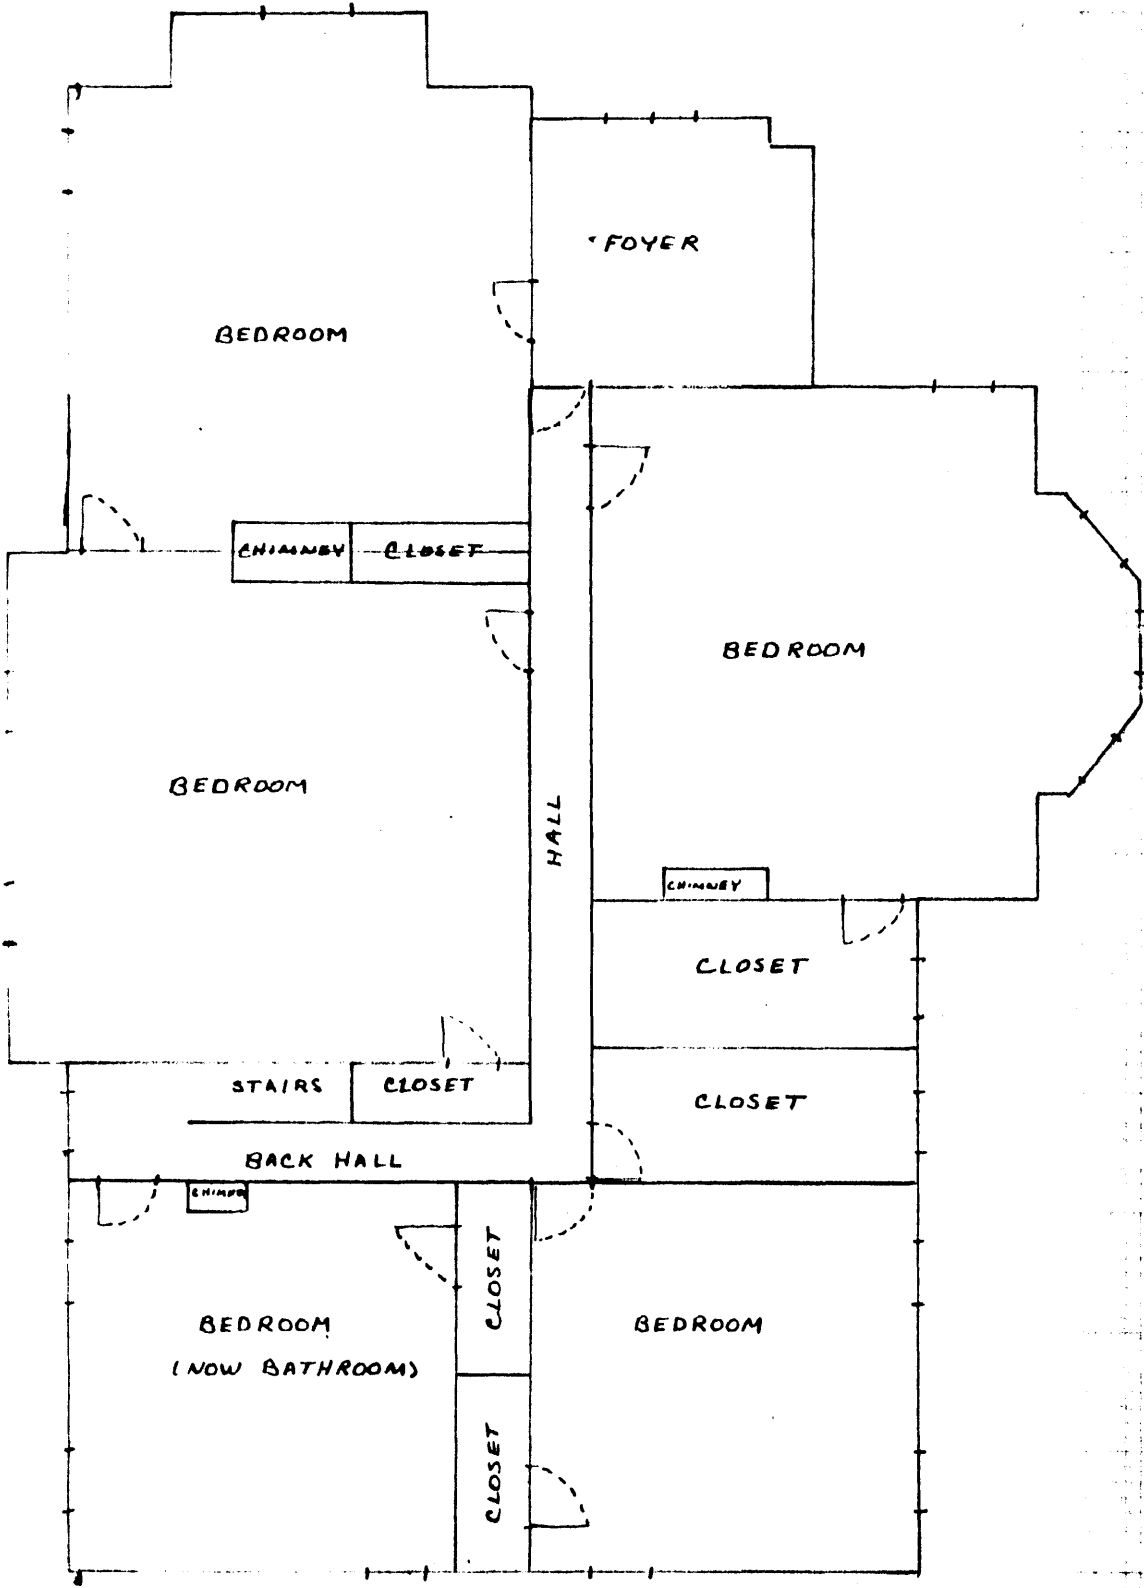 FOYER
BEDROOM
CHIMNEY
CLOSET
BEDROOM
BEDROOM
HALL
CHIMNEY
CLOSET
STAIRS
CLOSET
CLOSET
BACK HALL
CLOSET
BEDROOM
(NOW BATHROOM)
BEDROOM
CLOSET